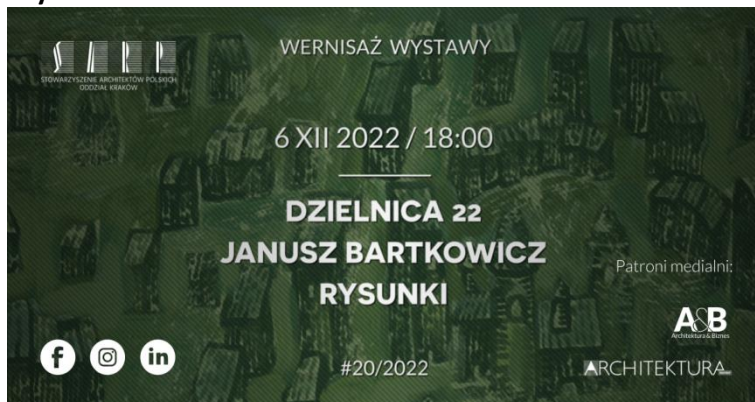 SARP
STOWARZYSZENIE ARCHITEKTÓW POLSKICH
ODDZIAŁ KRAKÓW
WERNISAŻ WYSTAWY
6 XII 2022 / 18:00
DZIELNICA 22
JANUSZ BARTKOWICZ
RYSUNKI
Patroni medialni:
A&B
Architektura & Biznes
f in
#20/2022
ARCHITEKTURA